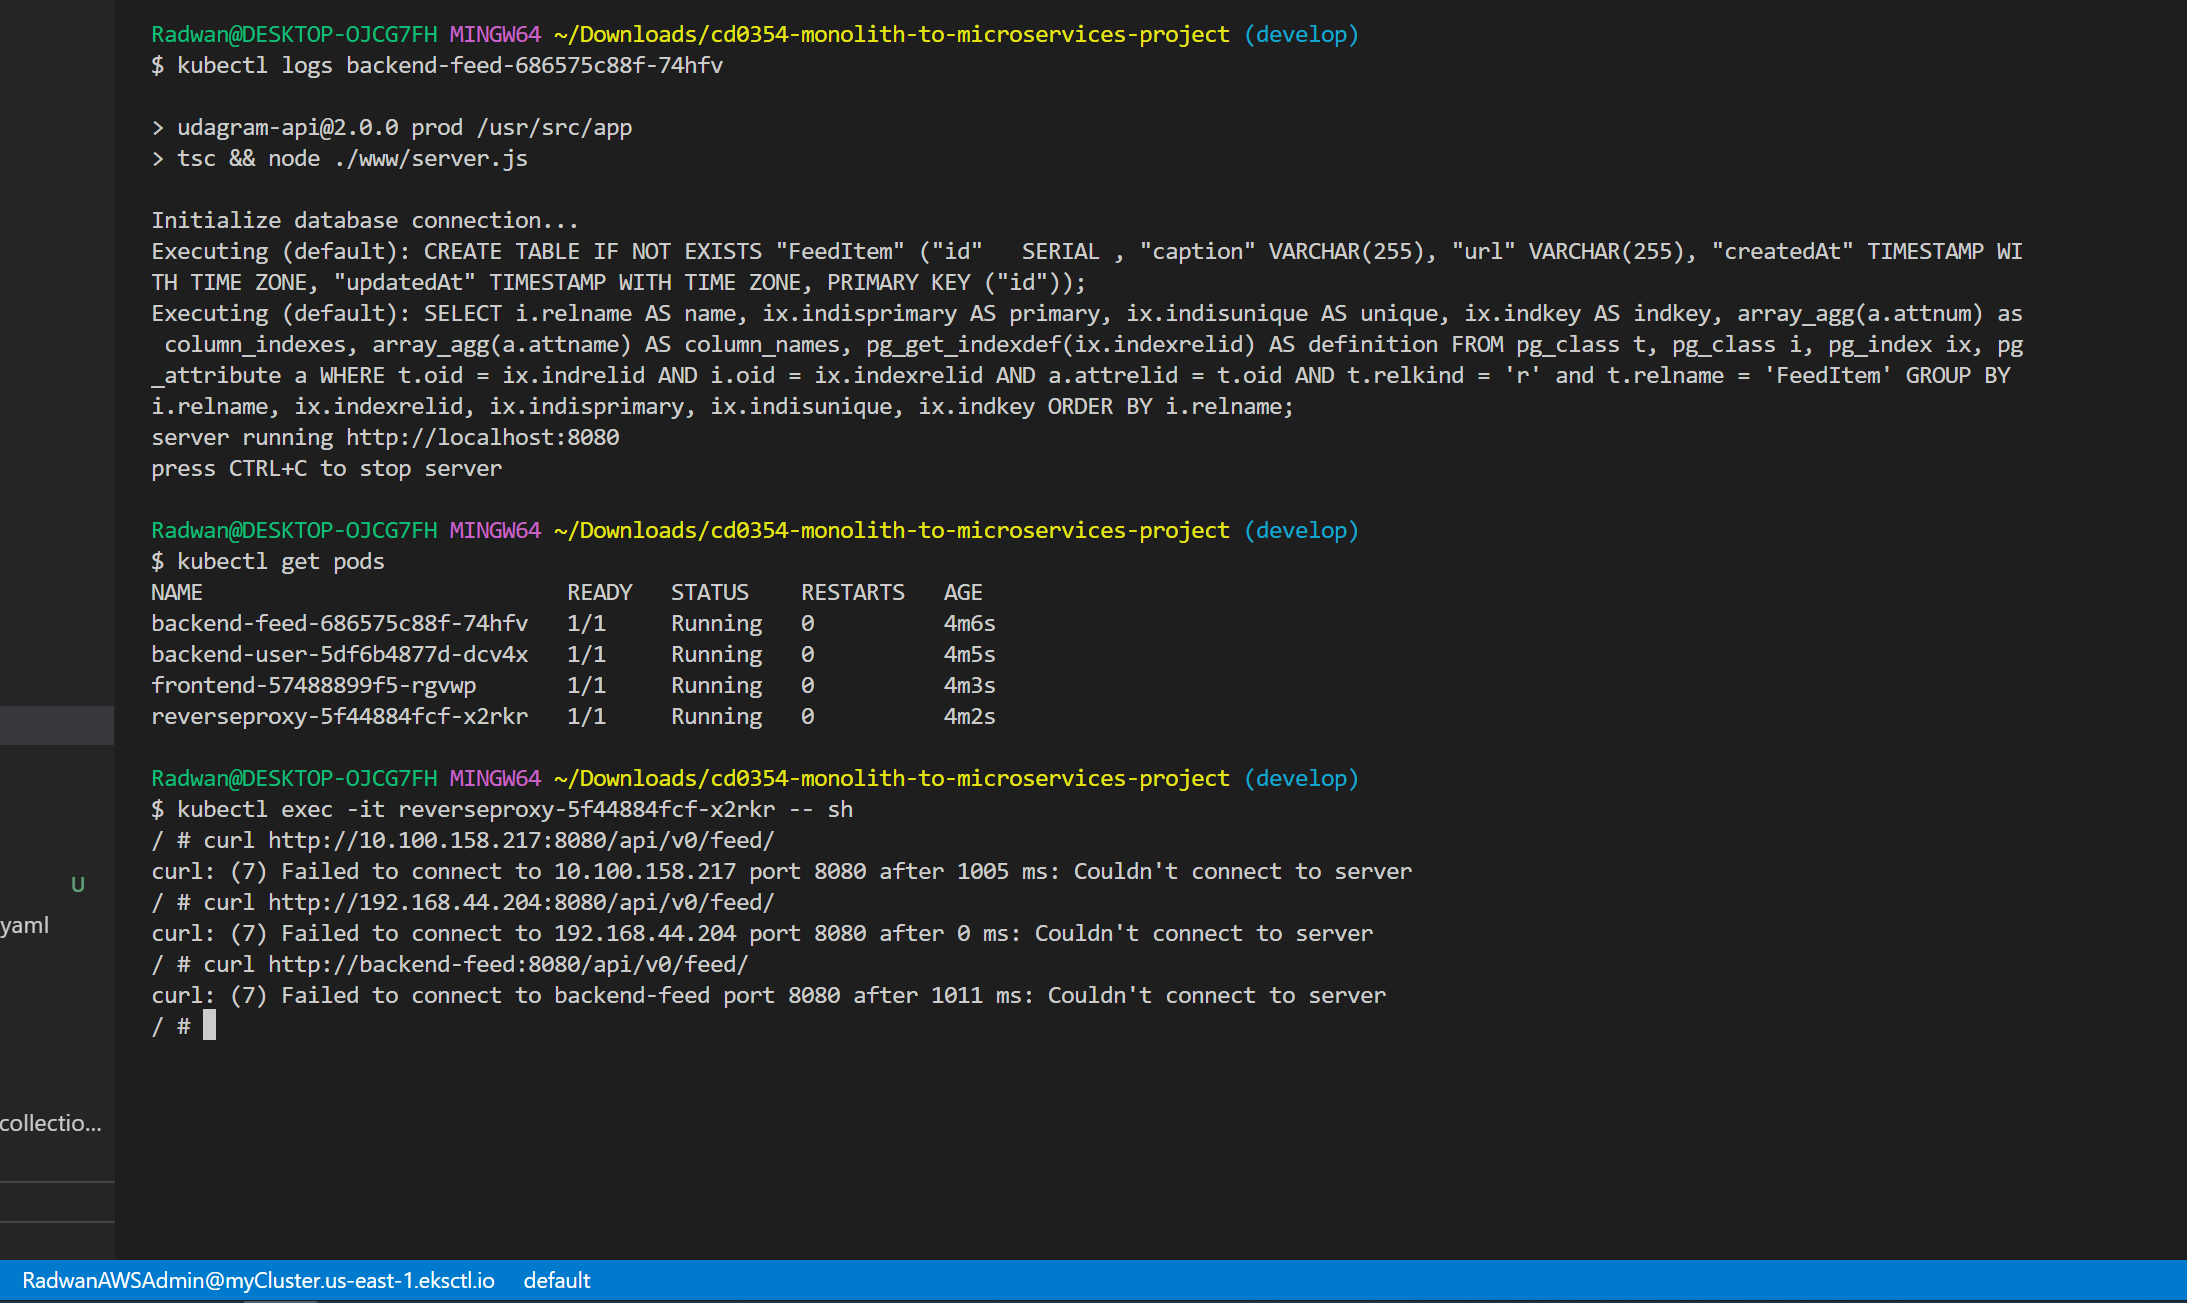 Radwan@DESKTOP-OJCG7FH MINGW64 ~/Downloads/cd0354-monolith-to-microservices-project (develop)
$ kubectl logs backend-feed-686575c88f-74hfv
> udagram-api@2.0.0 prod /usr/src/app
> tsc && node ./www/server.js
Initialize database connection...
Executing (default): CREATE TABLE IF NOT EXISTS "FeedItem" ("id"   SERIAL , "caption" VARCHAR(255), "url" VARCHAR(255), "createdAt" TIMESTAMP WI
TH TIME ZONE, "updatedAt" TIMESTAMP WITH TIME ZONE, PRIMARY KEY ("id"));
Executing (default): SELECT i.relname AS name, ix.indisprimary AS primary, ix.indisunique AS unique, ix.indkey AS indkey, array_agg(a.attnum) as
 column_indexes, array_agg(a.attname) AS column_names, pg_get_indexdef(ix.indexrelid) AS definition FROM pg_class t, pg_class i, pg_index ix, pg
_attribute a WHERE t.oid = ix.indrelid AND i.oid = ix.indexrelid AND a.attrelid = t.oid AND t.relkind = 'r' and t.relname = 'FeedItem' GROUP BY
i.relname, ix.indexrelid, ix.indisprimary, ix.indisunique, ix.indkey ORDER BY i.relname;
server running http://localhost:8080
press CTRL+C to stop server
Radwan@DESKTOP-OJCG7FH MINGW64 ~/Downloads/cd0354-monolith-to-microservices-project (develop)
$ kubectl get pods
NAME                            READY   STATUS    RESTARTS   AGE
backend-feed-686575c88f-74hfv   1/1     Running   0          4m6s
backend-user-5df6b4877d-dcv4x   1/1     Running   0          4m5s
frontend-57488899f5-rgvwp       1/1     Running   0          4m3s
reverseproxy-5f44884fcf-x2rkr   1/1     Running   0          4m2s
Radwan@DESKTOP-OJCG7FH MINGW64 ~/Downloads/cd0354-monolith-to-microservices-project (develop)
$ kubectl exec -it reverseproxy-5f44884fcf-x2rkr -- sh
/ # curl http://10.100.158.217:8080/api/v0/feed/
curl: (7) Failed to connect to 10.100.158.217 port 8080 after 1005 ms: Couldn't connect to server
/ # curl http://192.168.44.204:8080/api/v0/feed/
curl: (7) Failed to connect to 192.168.44.204 port 8080 after 0 ms: Couldn't connect to server
/ # curl http://backend-feed:8080/api/v0/feed/
curl: (7) Failed to connect to backend-feed port 8080 after 1011 ms: Couldn't connect to server
/ #
U
yaml
collectio...
RadwanAWSAdmin@myCluster.us-east-1.eksctl.io   default